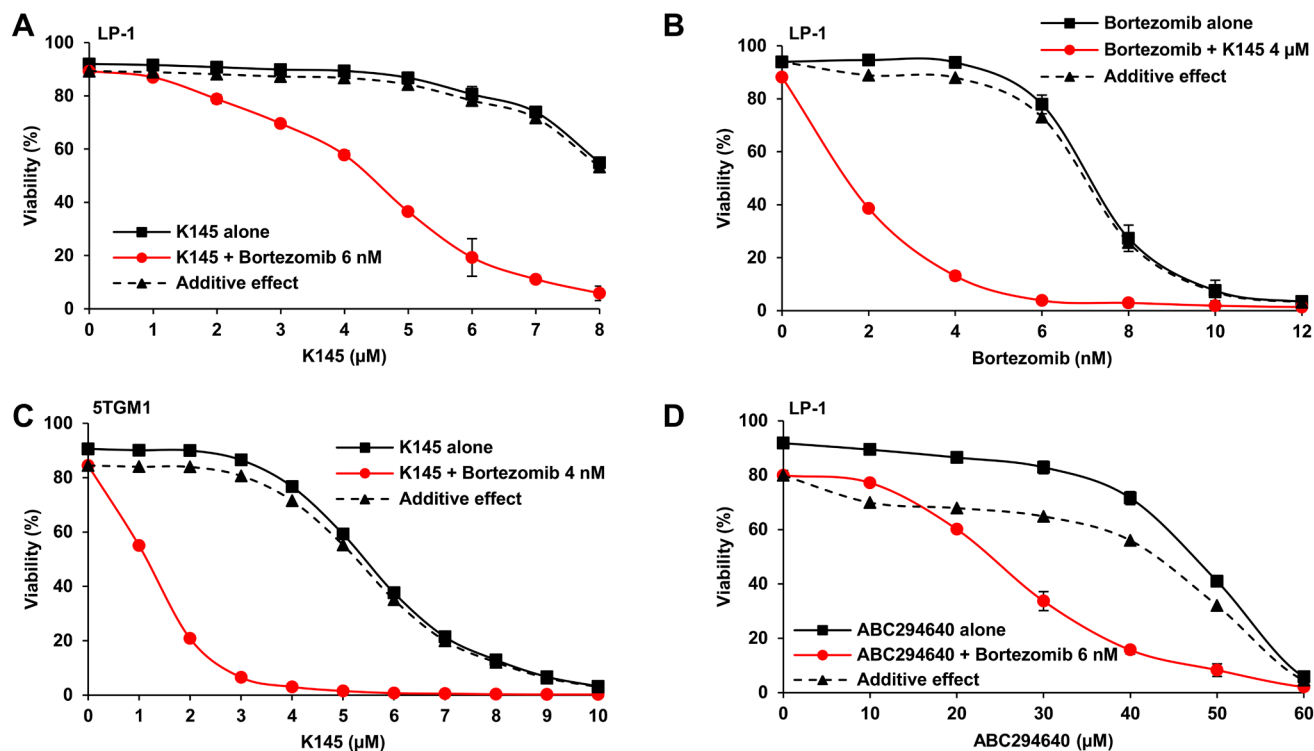 A
LP-1
100
80
60
40
20
0
Viability (%)
K145 alone
K145 + Bortezomib 6 nM
Additive effect
0 1 2 3 4 5 6 7 8
K145 (µM)
B
LP-1
100
80
60
40
20
0
Viability (%)
Bortezomib alone
Bortezomib + K145 4 µM
Additive effect
0 2 4 6 8 10 12
Bortezomib (nM)
C
5TGM1
100
80
60
40
20
0
Viability (%)
K145 alone
K145 + Bortezomib 4 nM
Additive effect
0 1 2 3 4 5 6 7 8 9 10
K145 (µM)
D
LP-1
100
80
60
40
20
0
Viability (%)
ABC294640 alone
ABC294640 + Bortezomib 6 nM
Additive effect
0 10 20 30 40 50 60
ABC294640 (µM)